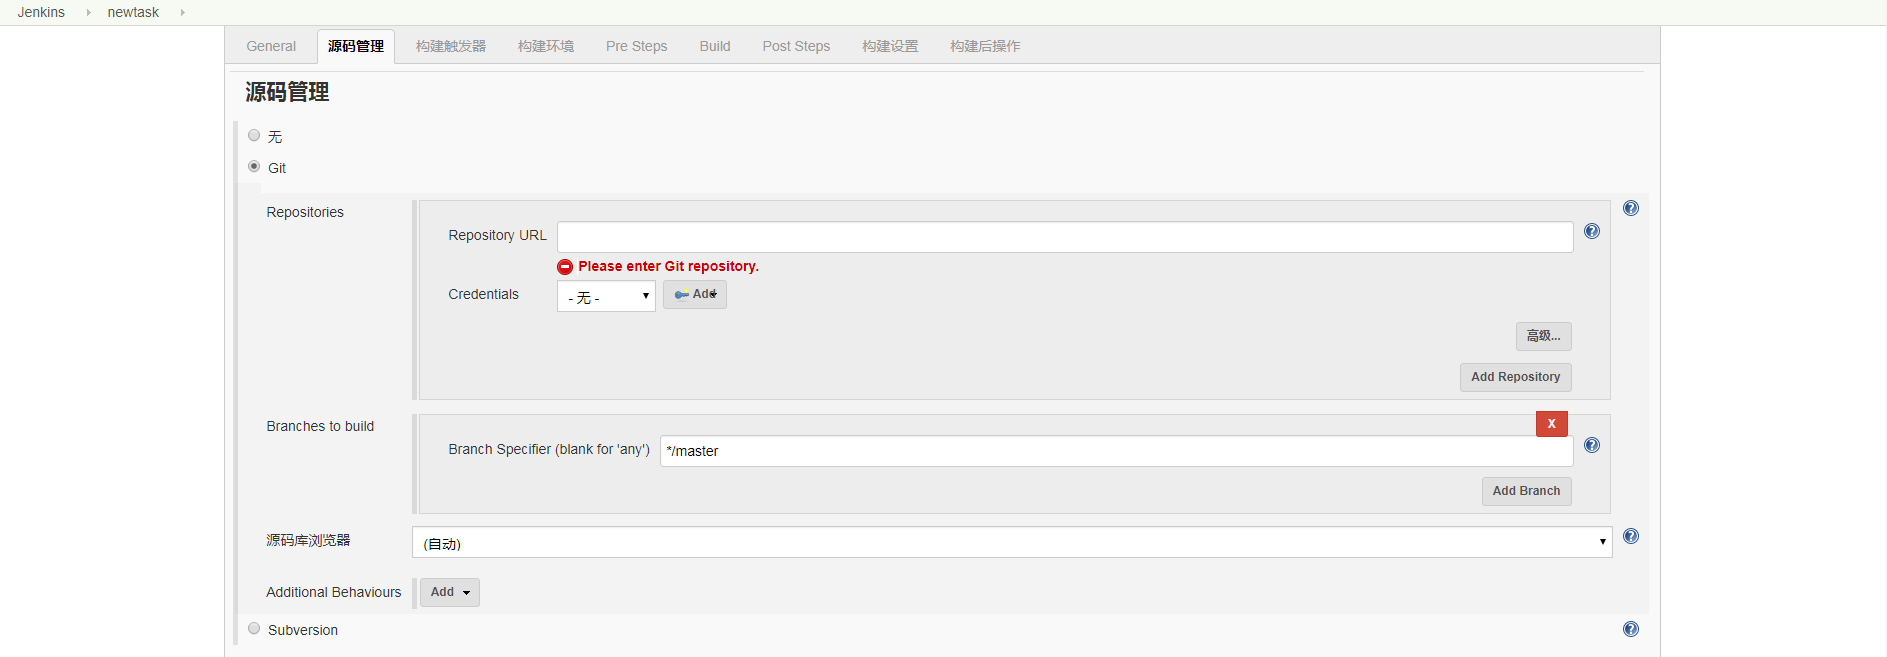 Jenkins newtask
General 源码管理 构建触发器 构建环境 Pre Steps Build Post Steps 构建设置 构建后操作
源码管理
无
Git
Repositories
Repository URL
Please enter Git repository.
Credentials - 无 - Add
高级...
Add Repository
Branches to build
X
Branch Specifier (blank for 'any') */master
Add Branch
源码库浏览器 (自动)
Additional Behaviours Add
Subversion